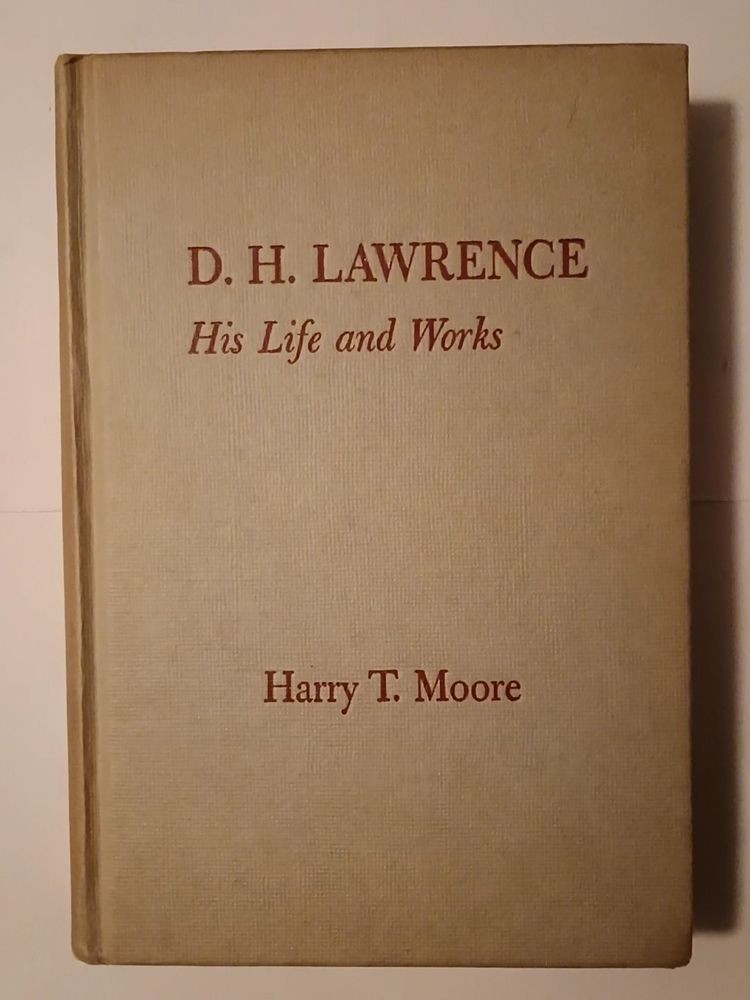 D. H. LAWRENCE
His Life and Works
Harry T. Moore